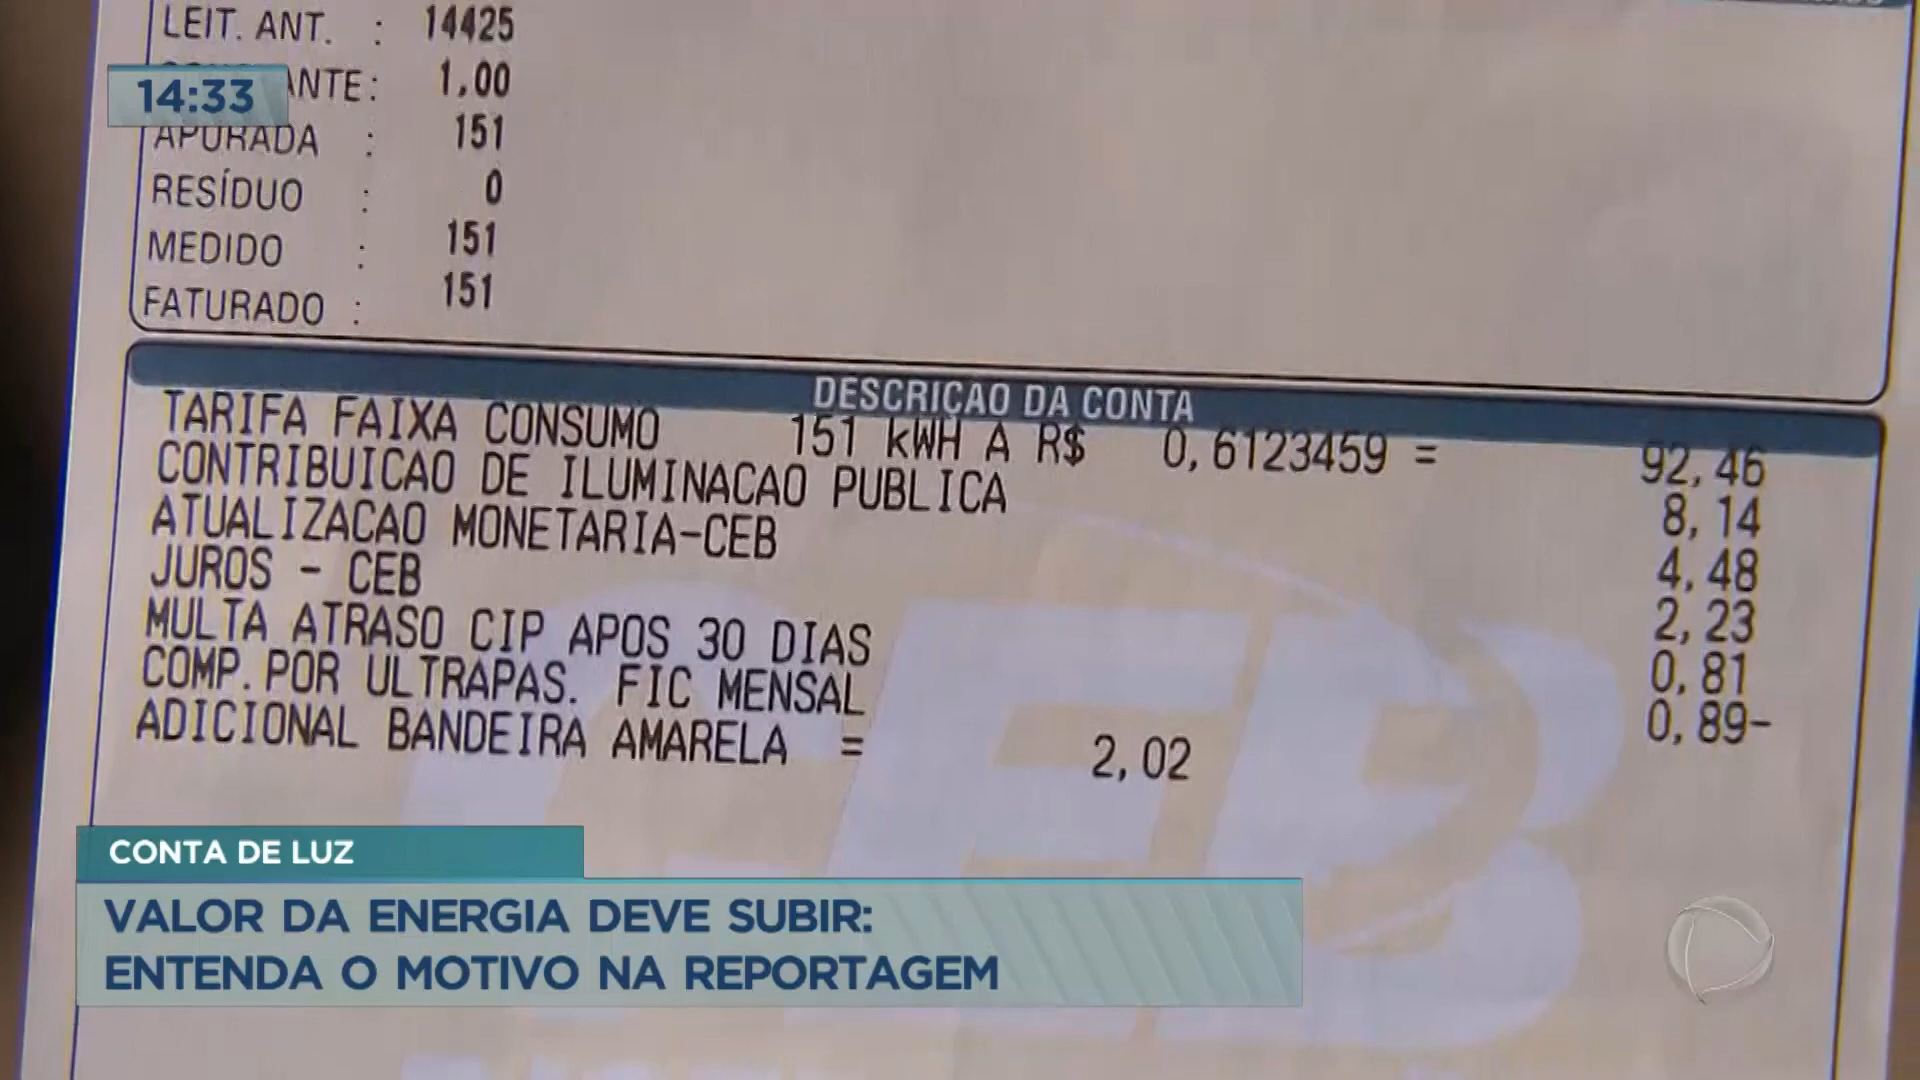 LEIT. ANT. : 14425
ANTE: 1,00
14:33
APURADA : 151
RESÍDUO : 0
MEDIDO : 151
FATURADO : 151
DESCRIÇAO DA CONTA
TARIFA FAIXA CONSUMO 151 kWH A R$ 0,6123459 = 92,46
CONTRIBUICAO DE ILUMINACAO PUBLICA 8,14
ATUALIZACAO MONETARIA-CEB 4,48
JUROS - CEB 2,23
MULTA ATRASO CIP APOS 30 DIAS 0,81
COMP. POR ULTRAPAS. FIC MENSAL 0,89-
ADICIONAL BANDEIRA AMARELA = 2,02
CEB
CONTA DE LUZ
VALOR DA ENERGIA DEVE SUBIR:
ENTENDA O MOTIVO NA REPORTAGEM